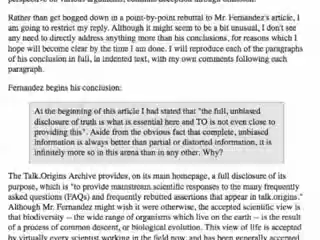 Rather than get bogged down in a point-by-point rebuttal to Mr. Fernandez's article, I
am going to restrict my reply. Although it might seem to be a bit unusual, I don't see
any need to directly address anything more than his conclusions, for reasons which I
hope will become clear by the time I am done. I will reproduce each of the paragraphs
of his conclusion in full, in indented text, with my own comments following each
paragraph.
Fernandez begins his conclusion:
At the beginning of this article I had stated that "the full, unbiased
disclosure of truth is what is essential here and TO is not even close to
providing this". Aside from the obvious fact that complete, unbiased
information is always better than partial or distorted information, it is
infinitely more so in this arena than in any other. Why?
The Talk.Origins Archive provides, on its main homepage, a full disclosure of its
purpose, which is "to provide mainstream scientific responses to the many frequently
asked questions (FAQs) and frequently rebutted assertions that appear in talk.origins."
Although Mr. Fernandez might wish it were otherwise, the accepted scientific view is
that biodiversity -- the wide range of organisms which live on the earth -- is the result
of a process of common descent, or biological evolution. This view of life is accepted
by virtually every scientist working in the field now, and has been generally accepted